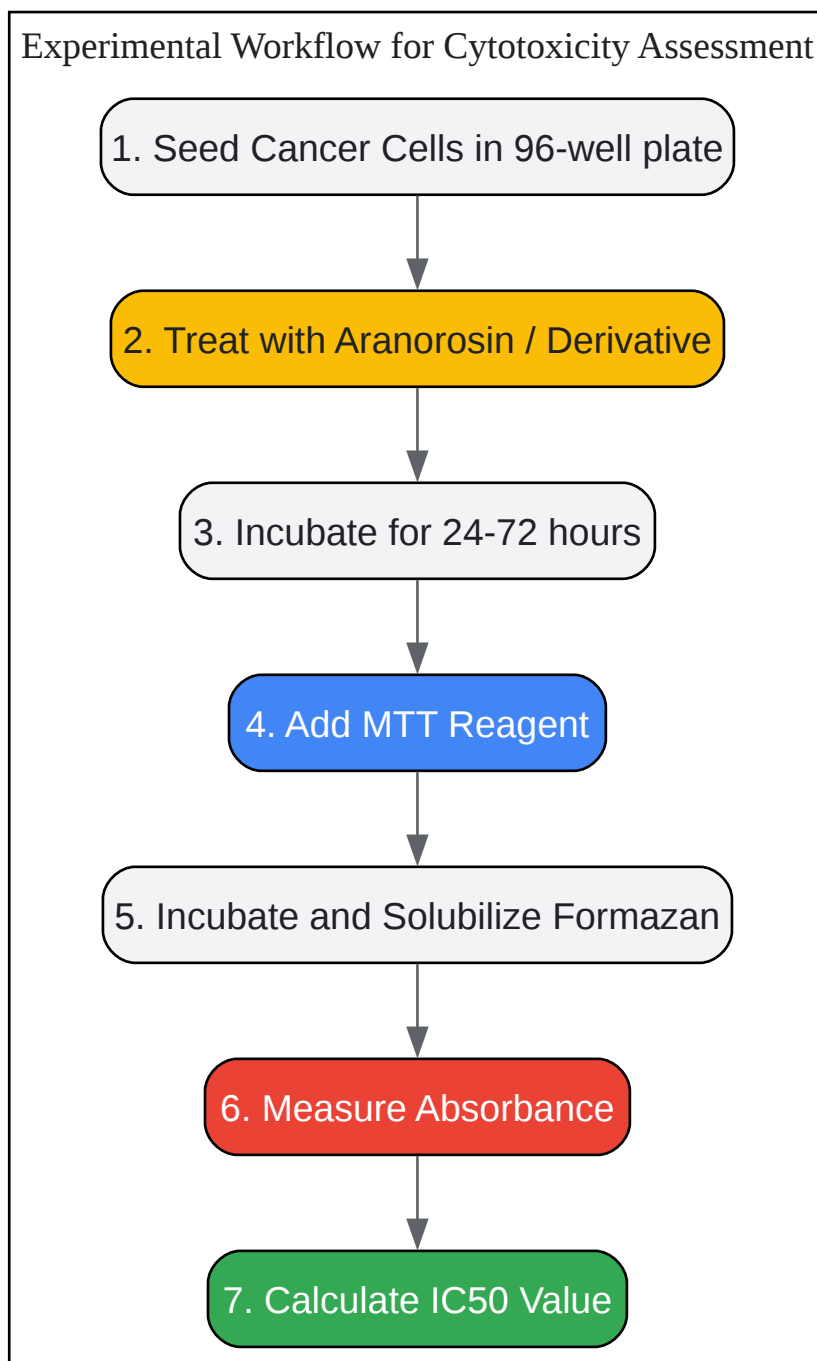 Experimental Workflow for Cytotoxicity Assessment
1. Seed Cancer Cells in 96-well plate
2. Treat with Aranorosin / Derivative
3. Incubate for 24-72 hours
4. Add MTT Reagent
5. Incubate and Solubilize Formazan
6. Measure Absorbance
7. Calculate IC50 Value